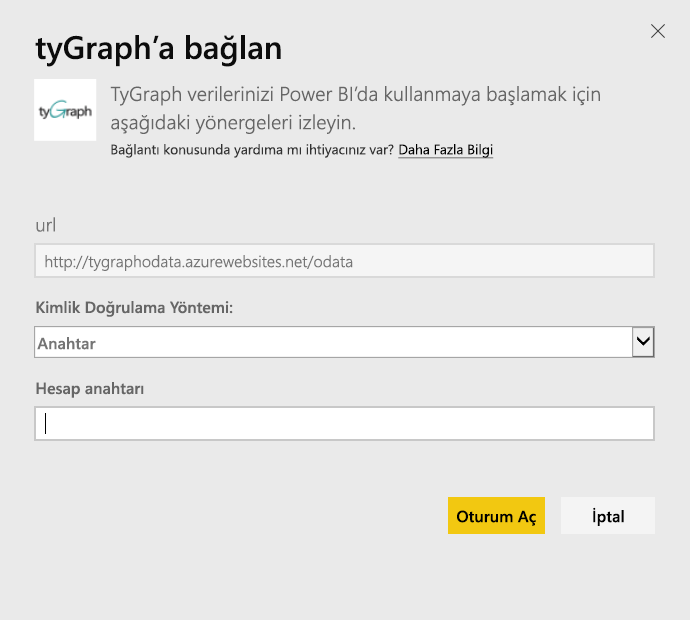 tyGraph’a bağlan
tyGraph
TyGraph verilerinizi Power BI’da kullanmaya başlamak için
aşağıdaki yönergeleri izleyin.
Bağlantı konusunda yardıma mı ihtiyacınız var? Daha Fazla Bilgi
url
http://tygraphodata.azurewebsites.net/odata
Kimlik Doğrulama Yöntemi:
Anahtar
Hesap anahtarı
Oturum Aç İptal